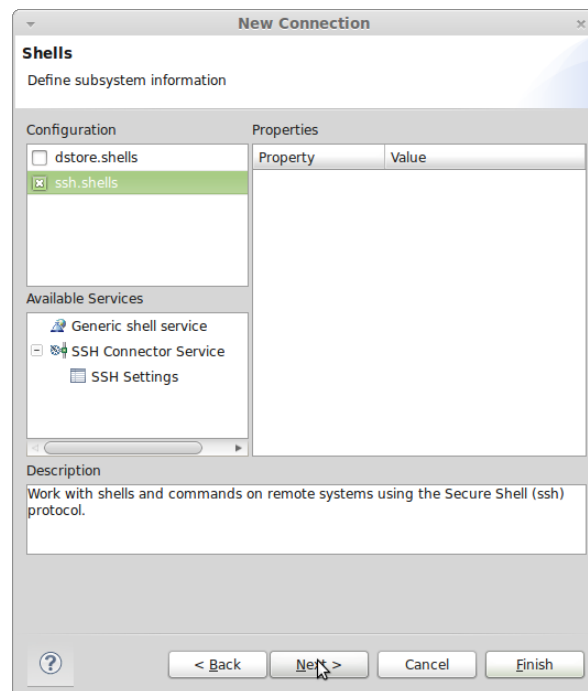 New Connection
Shells
Define subsystem information
Configuration
Properties
dstore.shells
ssh.shells
Property Value
Available Services
Generic shell service
SSH Connector Service
SSH Settings
Description
Work with shells and commands on remote systems using the Secure Shell (ssh)
protocol.
? < Back Next > Cancel Finish